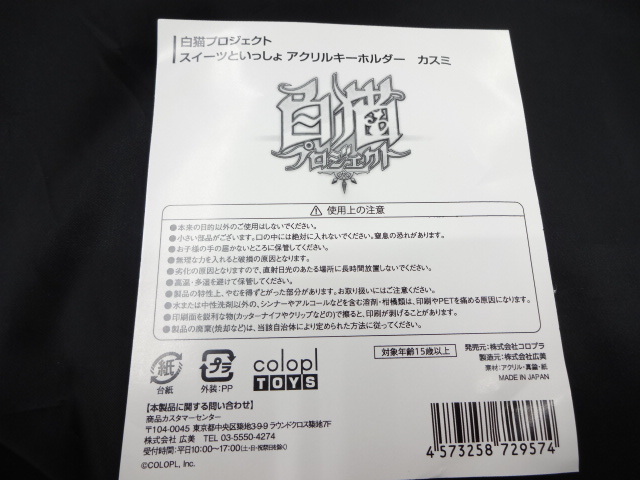 白猫プロジェクト
スイーツといっしょ アクリルキーホルダー カスミ
白猫
プロジェクト
⚠ 使用上の注意
●本来の目的以外のご使用はしないでください。
●小さい部品がございます。口の中には絶対に入れないでください。窒息の恐れがあります。
●お子様の手の届かないところに保管してください。
●無理な力を入れると破損の原因となります。
●劣化の原因となりますので、直射日光のあたる場所に長時間放置しないでください。
●高温・多湿を避けて保管してください。
●製品の特性上、やむを得ずとがった部分があります。お取り扱いにはご注意ください。
●水または中性洗剤以外の、シンナーやアルコールなどを含む溶剤・柑橘類は、印刷やPETを痛める原因になります。
●印刷面を鋭利な物(カッターナイフやクリップなどの)で擦ると、印刷が剥げることがあります。
●製品の廃棄(焼却など)は、当該自治体により定められた方法に従ってください。
紙
台紙
プラ
外装:PP
colopl
TOYS
対象年齢15歳以上
発売元:株式会社コロプラ
製造元:株式会社広美
素材:アクリル・真鍮・紙
MADE IN JAPAN
【本製品に関する問い合わせ】
商品カスタマーセンター
〒104-0045 東京都中央区築地3-9-9 ラウンドクロス築地7F
株式会社 広美 TEL 03-5550-4274
受付時間:平日10:00~17:00(土・日・祝祭日を除く)
©COLOPL, Inc.
4 573258 729574